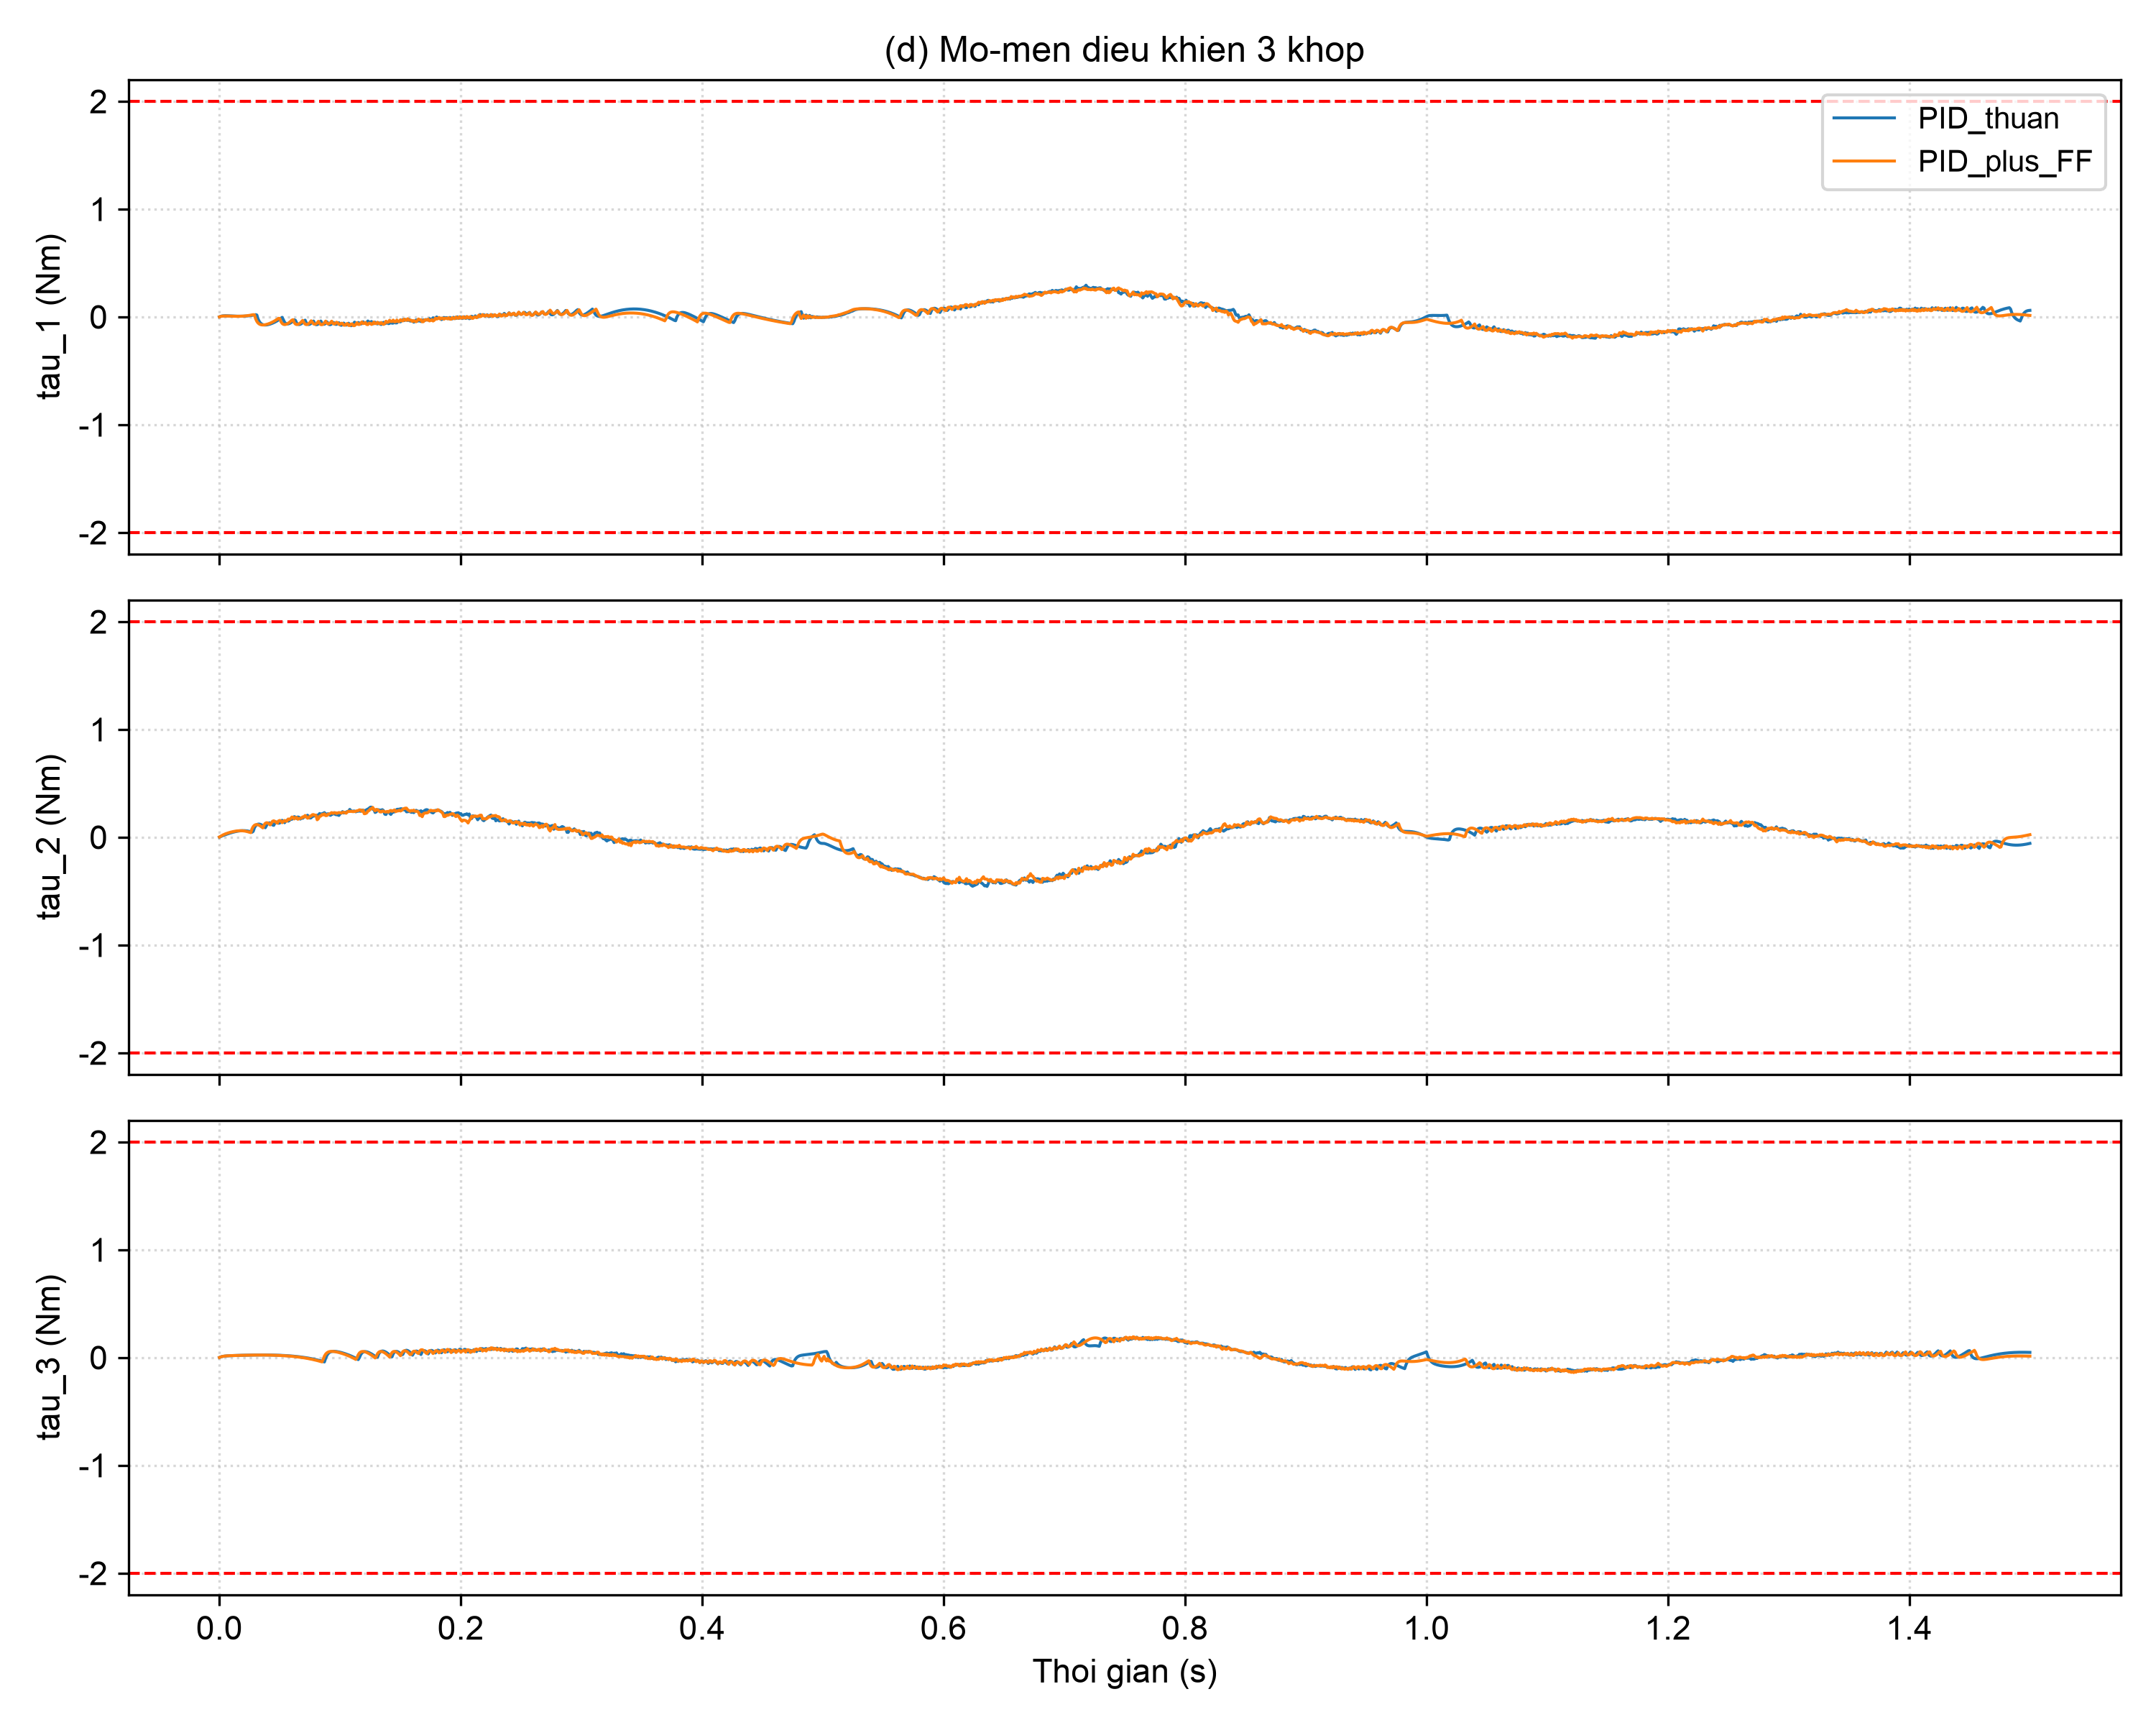 (d) Mo-men dieu khien 3 khop
tau_1 (Nm)
2
1
0
-1
-2
PID_thuan
PID_plus_FF
tau_2 (Nm)
2
1
0
-1
-2
tau_3 (Nm)
2
1
0
-1
-2
0.0 0.2 0.4 0.6 0.8 1.0 1.2 1.4
Thoi gian (s)